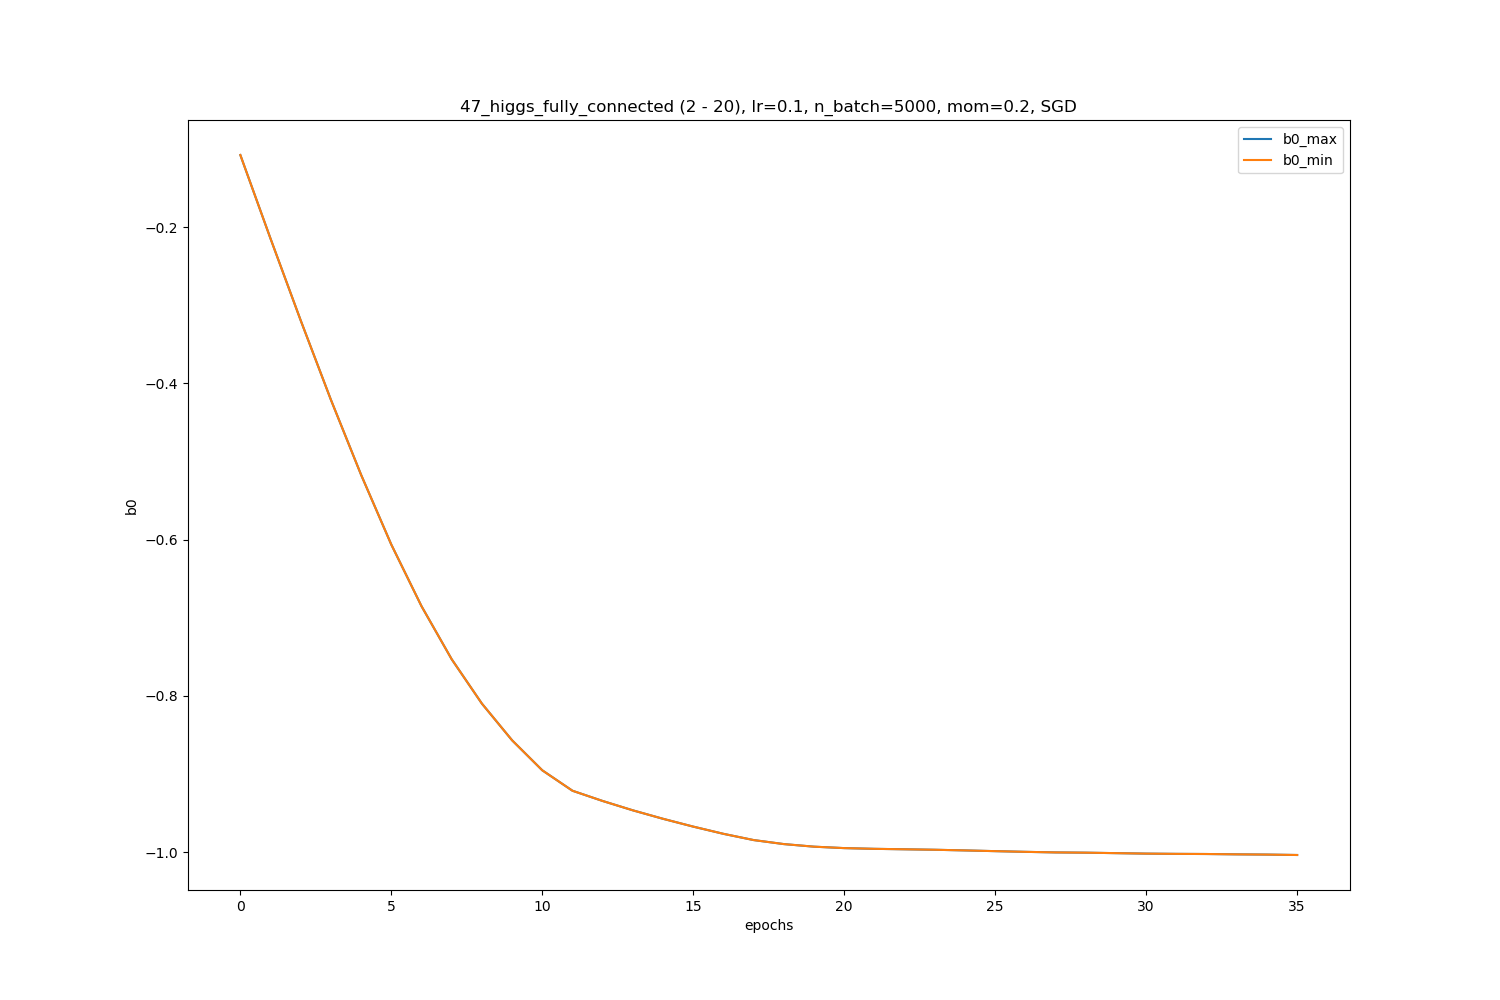 47_higgs_fully_connected (2 - 20), lr=0.1, n_batch=5000, mom=0.2, SGD
b0_max
b0_min
−0.2
−0.4
−0.6
−0.8
−1.0
b0
0 5 10 15 20 25 30 35
epochs